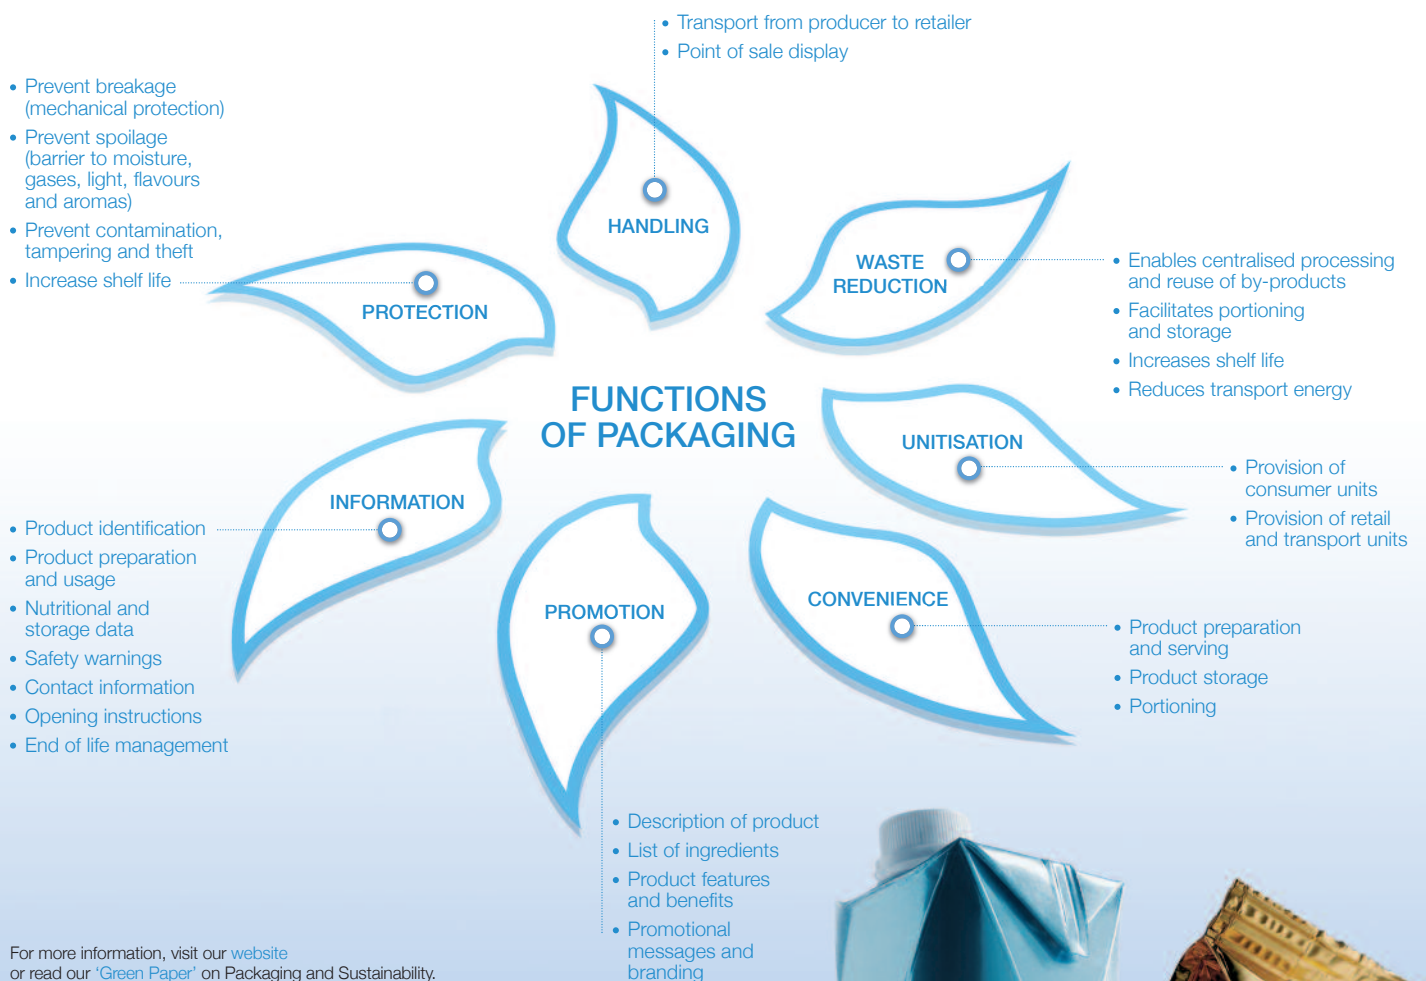 • Transport from producer to retailer
• Point of sale display
• Prevent breakage
(mechanical protection)
• Prevent spoilage
(barrier to moisture,
gases, light, flavours
and aromas)
• Prevent contamination,
tampering and theft
• Increase shelf life
HANDLING
WASTE
REDUCTION
• Enables centralised processing
and reuse of by-products
• Facilitates portioning
and storage
• Increases shelf life
• Reduces transport energy
PROTECTION
FUNCTIONS
OF PACKAGING
UNITISATION
• Provision of
consumer units
• Provision of retail
and transport units
INFORMATION
• Product identification
• Product preparation
and usage
• Nutritional and
storage data
• Safety warnings
• Contact information
• Opening instructions
• End of life management
PROMOTION
CONVENIENCE
• Product preparation
and serving
• Product storage
• Portioning
• Description of product
• List of ingredients
• Product features
and benefits
• Promotional
messages and
branding
For more information, visit our website
or read our ‘Green Paper’ on Packaging and Sustainability.